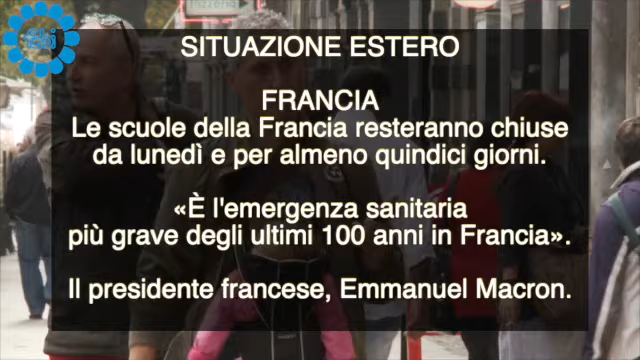 SITUAZIONE ESTERO
FRANCIA
Le scuole della Francia resteranno chiuse
da lunedì e per almeno quindici giorni.
«È l'emergenza sanitaria
più grave degli ultimi 100 anni in Francia».
Il presidente francese, Emmanuel Macron.